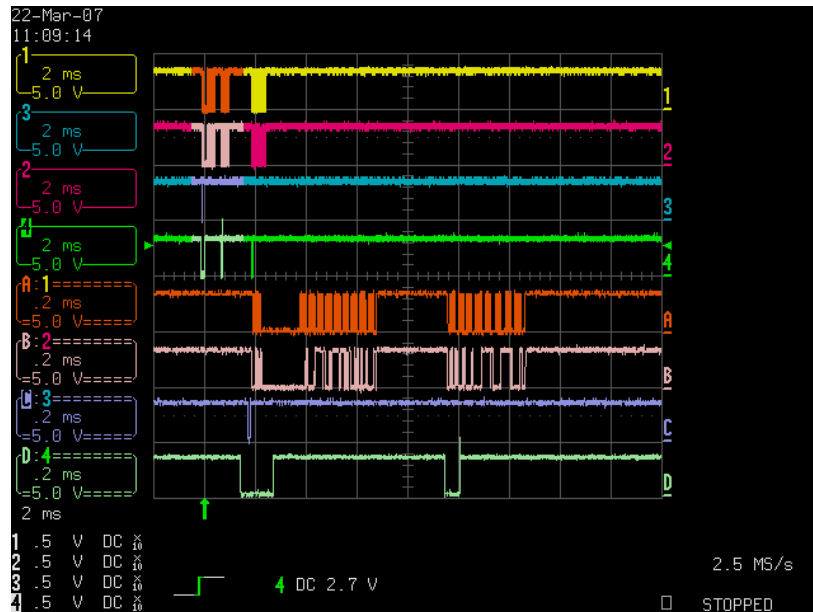 22-Mar-07
11:09:14
1
2 ms
5.0 V
1
3
2 ms
5.0 V
2
2
2 ms
5.0 V
3
4
2 ms
5.0 V
4
A:1
.2 ms
5.0 V
A
B:2
.2 ms
5.0 V
B
C:3
.2 ms
5.0 V
C
D:4
.2 ms
5.0 V
D
2 ms
1 .5 V DC x10
2 .5 V DC x10
3 .5 V DC x10
4 .5 V DC x10
4 DC 2.7 V
2.5 MS/s
STOPPED